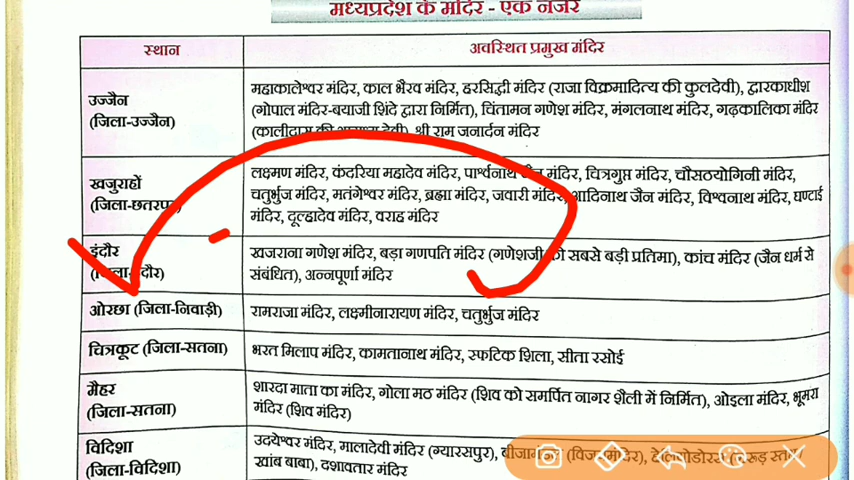 मध्यप्रदेश के मंदिर - एक नजर
स्थान
अवस्थित प्रमुख मंदिर
उज्जैन
(जिला-उज्जैन)
महाकालेश्वर मंदिर, काल भैरव मंदिर, हरसिद्धी मंदिर (राजा विक्रमादित्य की कुलदेवी), द्वारकाधीश
(गोपाल मंदिर-बयाजी शिंदे द्वारा निर्मित), चिंतामन गणेश मंदिर, मंगलनाथ मंदिर, गढ़कालिका मंदिर
(कालीदास की देवी), श्री राम जनार्दन मंदिर
खजुराहों
(जिला-छतरपुर)
लक्ष्मण मंदिर, कंदरिया महादेव मंदिर, पार्श्वनाथ जैन मंदिर, चित्रगुप्त मंदिर, चौसठयोगिनी मंदिर,
चतुर्भुज मंदिर, मतंगेश्वर मंदिर, ब्रह्मा मंदिर, जवारी मंदिर, आदिनाथ जैन मंदिर, विश्वनाथ मंदिर, घण्टाई
मंदिर, दूल्हादेव मंदिर, वराह मंदिर
इंदौर
(जिला-इंदौर)
खजराना गणेश मंदिर, बड़ा गणपति मंदिर (गणेशजी की सबसे बड़ी प्रतिमा), कांच मंदिर (जैन धर्म से
संबंधित), अन्नपूर्णा मंदिर
ओरछा (जिला-निवाड़ी)
रामराजा मंदिर, लक्ष्मीनारायण मंदिर, चतुर्भुज मंदिर
चित्रकूट (जिला-सतना)
भरत मिलाप मंदिर, कामतानाथ मंदिर, स्फटिक शिला, सीता रसोई
मैहर
(जिला-सतना)
शारदा माता का मंदिर, गोला मठ मंदिर (शिव को समर्पित नागर शैली में निर्मित), ओइला मंदिर, भूमरा
मंदिर (शिव मंदिर)
विदिशा
(जिला-विदिशा)
उदयेश्वर मंदिर, मालादेवी मंदिर (ग्यारसपुर),
खांब बाबा), दशावतार मंदिर